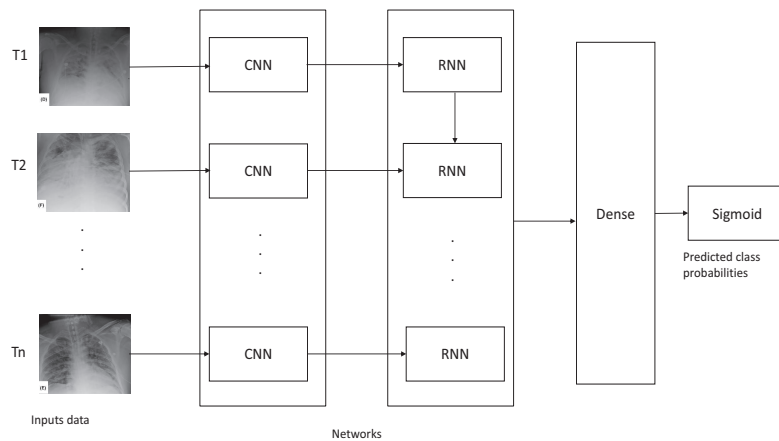 T1
CNN
RNN
(D)
T2
CNN
RNN
(F)
Dense
Sigmoid
Predicted class
probabilities
Tn
CNN
RNN
(E)
Inputs data
Networks